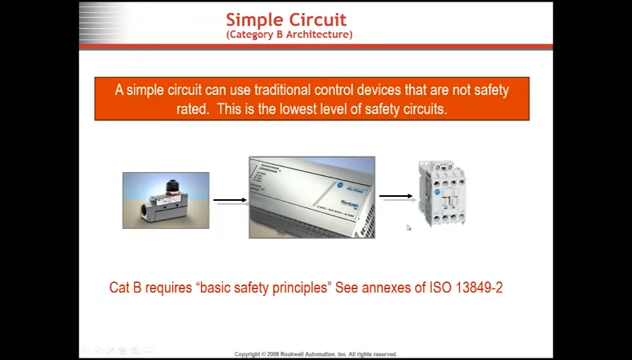 Simple Circuit
(Category B Architecture)
A simple circuit can use traditional control devices that are not safety
rated.  This is the lowest level of safety circuits.
Cat B requires “basic safety principles” See annexes of ISO 13849-2
Copyright © 2009 Rockwell Automation, Inc. All rights reserved.